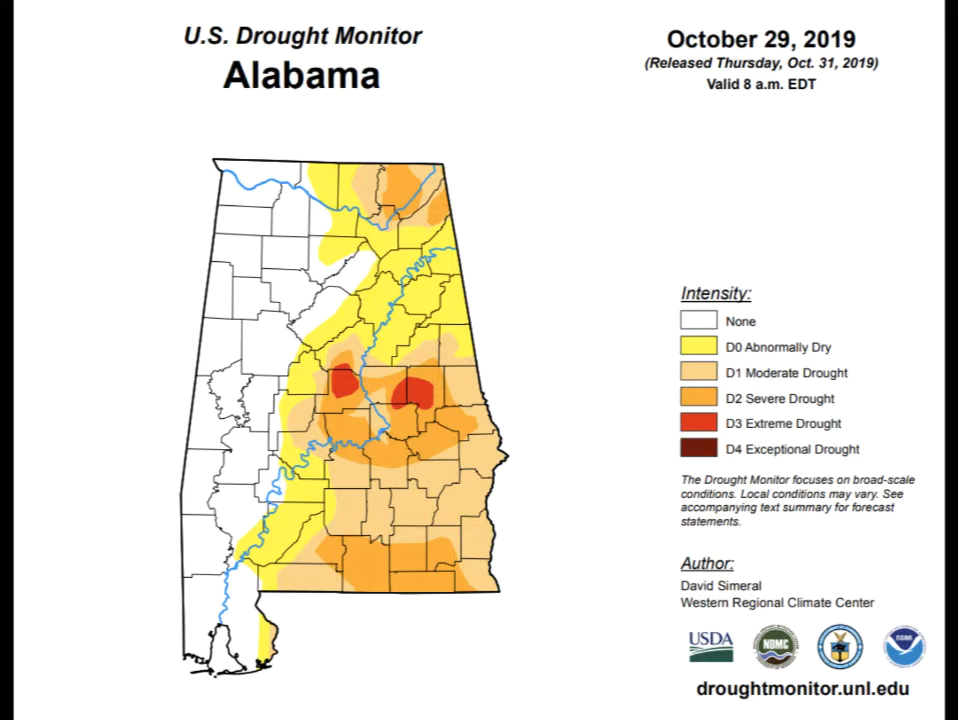 U.S. Drought Monitor
Alabama
October 29, 2019
(Released Thursday, Oct. 31, 2019)
Valid 8 a.m. EDT
Intensity:
None
D0 Abnormally Dry
D1 Moderate Drought
D2 Severe Drought
D3 Extreme Drought
D4 Exceptional Drought
The Drought Monitor focuses on broad-scale
conditions. Local conditions may vary. See
accompanying text summary for forecast
statements.
Author:
David Simeral
Western Regional Climate Center
USDA
NDMC
NOAA
droughtmonitor.unl.edu